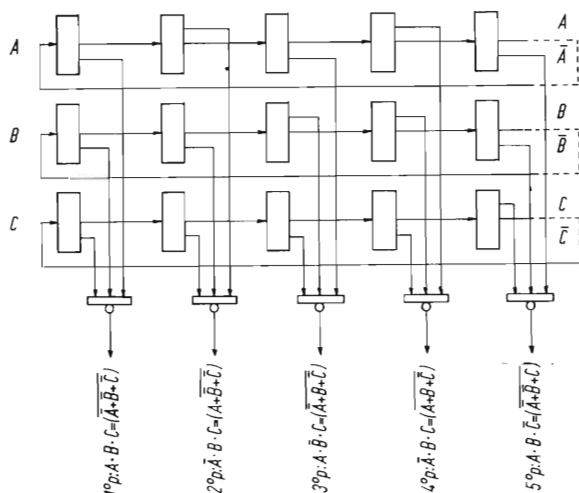 A
A
Ā
B
B
B̄
C
C
C̄
1°p:A·B·C=(Ā+B̄+C̄)
2°p:Ā·B·C=(A+B̄+C̄)
3°p:A·B̄·C=(Ā+B+C̄)
4°p:Ā·B̄·C=(A+B+C̄)
5°p:A·B·C̄=(Ā+B̄+C)